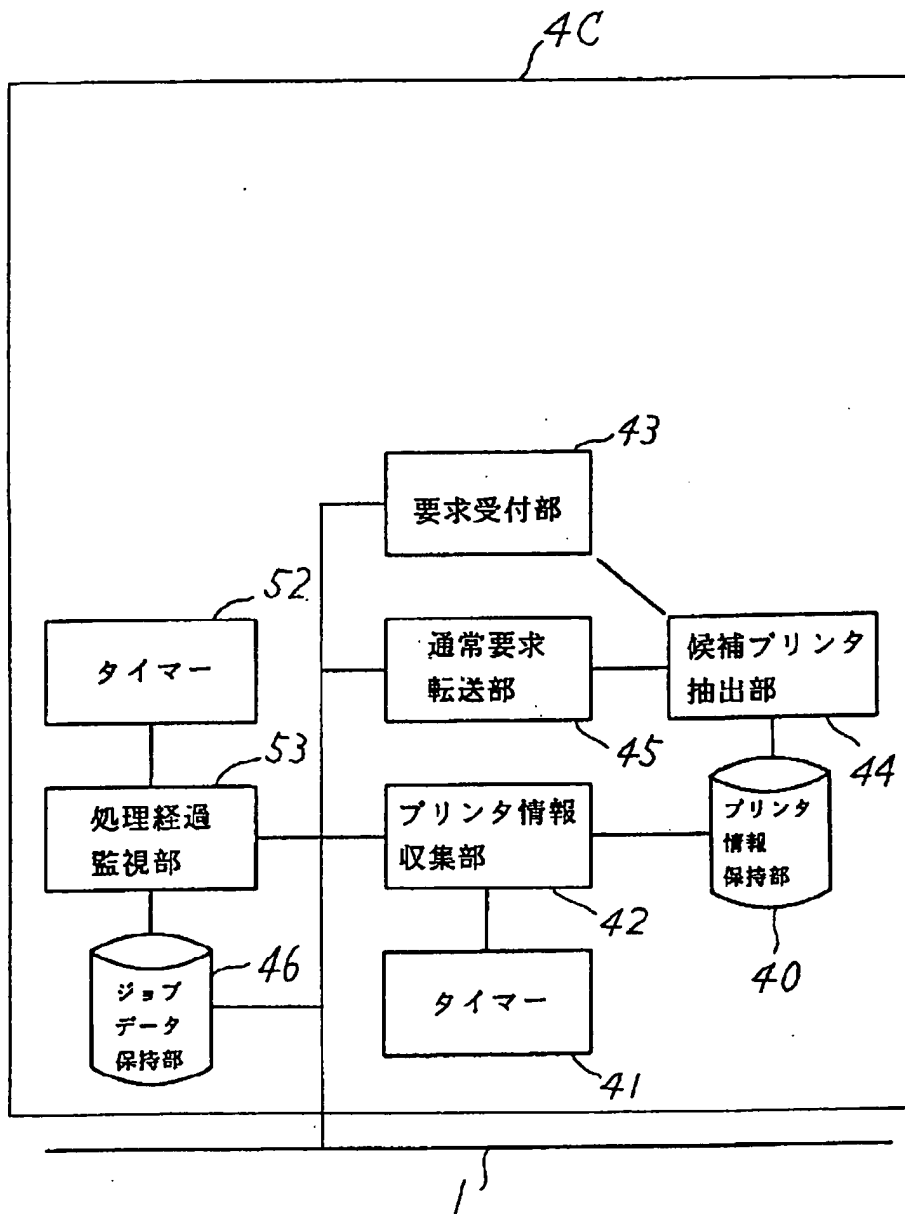 4C
43
要求受付部
52
タイマー
通常要求
転送部
45
候補プリンタ
抽出部
44
53
処理経過
監視部
プリンタ情報
収集部
42
プリンタ
情報
保持部
40
46
ジョブ
データ
保持部
タイマー
41
1